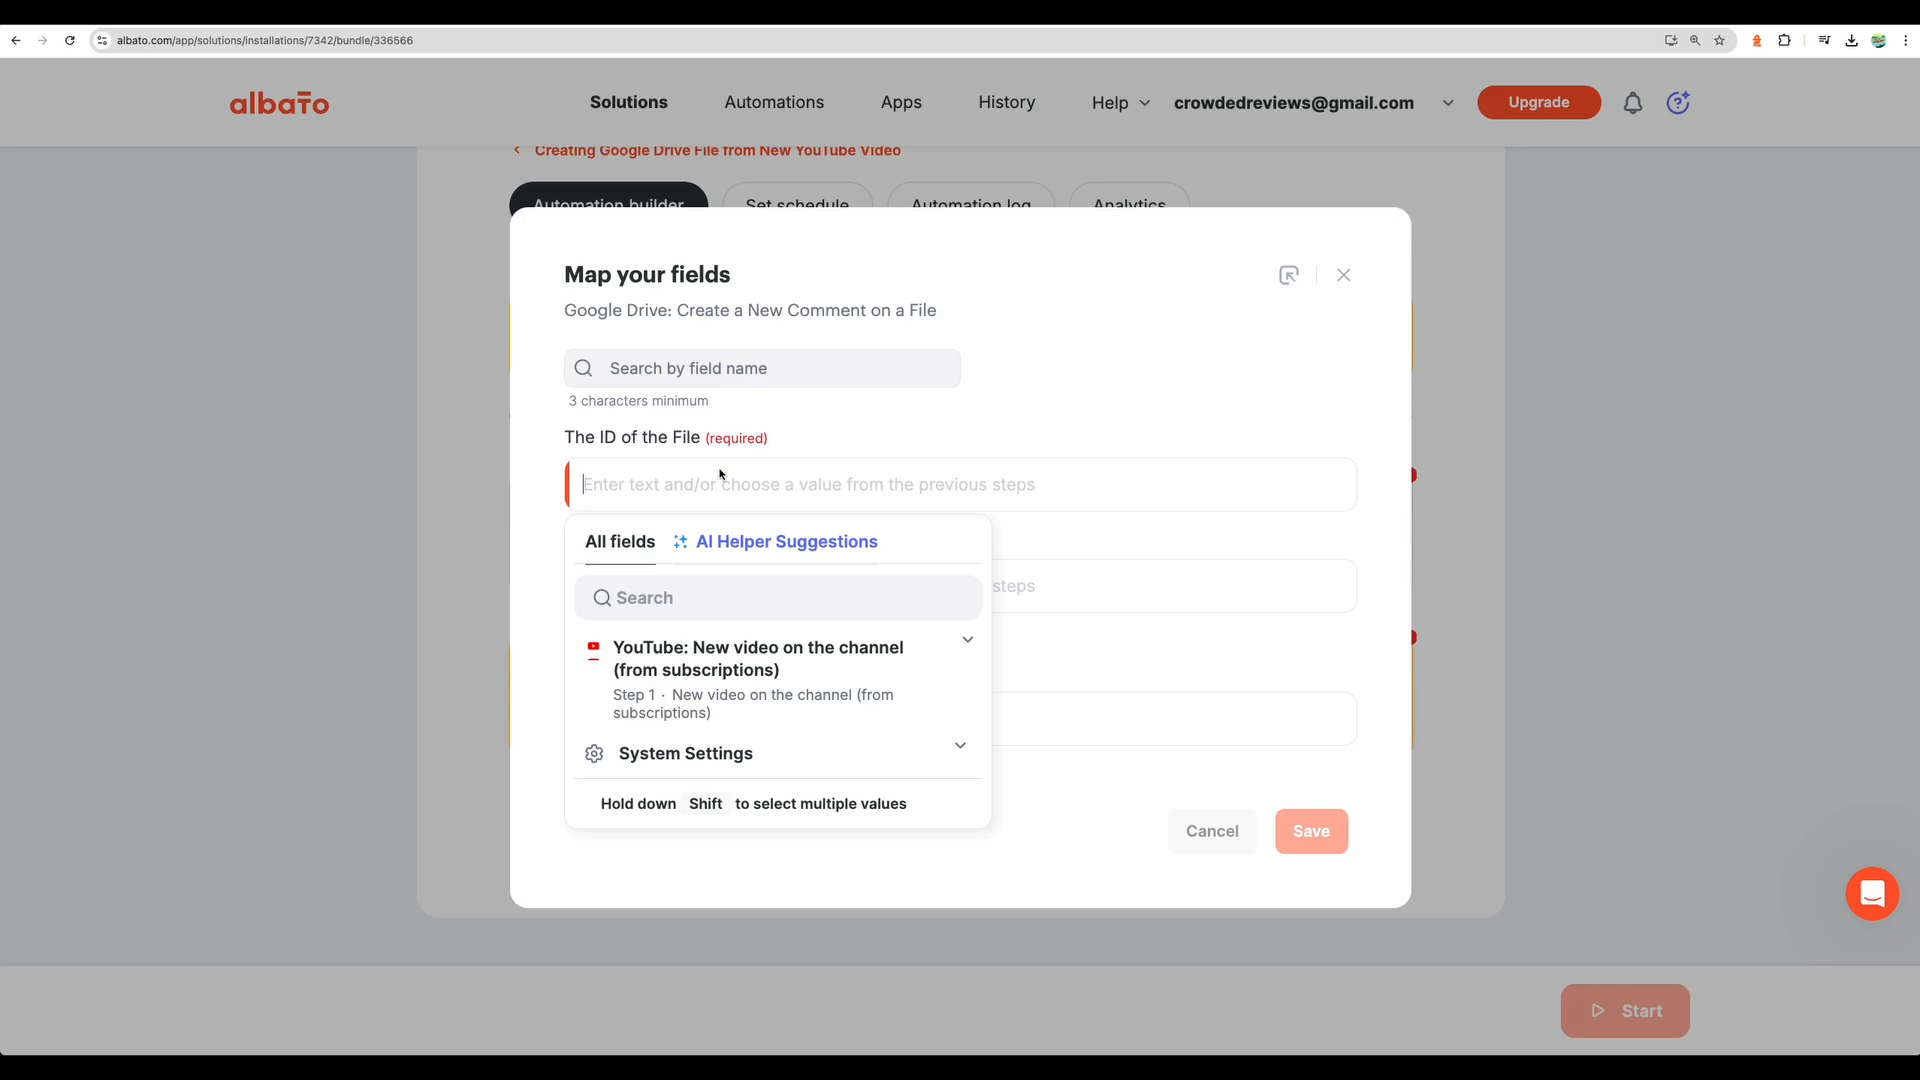 albato.com/app/solutions/installations/7342/bundle/336566
albato
Solutions
Automations
Apps
History
Help
crowdedreviews@gmail.com
Upgrade
Creating Google Drive File from New YouTube Video
Automation builder
Set schedule
Automation log
Analytics
Map your fields
Google Drive: Create a New Comment on a File
Search by field name
3 characters minimum
The ID of the File (required)
Enter text and/or choose a value from the previous steps
All fields
AI Helper Suggestions
steps
Search
YouTube: New video on the channel
(from subscriptions)
Step 1 · New video on the channel (from
subscriptions)
System Settings
Hold down Shift to select multiple values
Cancel
Save
Start